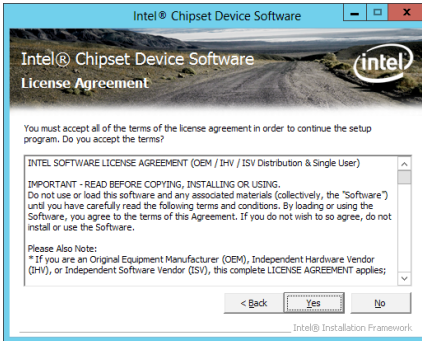 Intel® Chipset Device Software
Intel® Chipset Device Software
intel
License Agreement
You must accept all of the terms of the license agreement in order to continue the setup
program. Do you accept the terms?
INTEL SOFTWARE LICENSE AGREEMENT (OEM / IHV / ISV Distribution & Single User)
IMPORTANT - READ BEFORE COPYING, INSTALLING OR USING.
Do not use or load this software and any associated materials (collectively, the "Software")
until you have carefully read the following terms and conditions. By loading or using the
Software, you agree to the terms of this Agreement. If you do not wish to so agree, do not
install or use the Software.
Please Also Note:
* If you are an Original Equipment Manufacturer (OEM), Independent Hardware Vendor
(IHV), or Independent Software Vendor (ISV), this complete LICENSE AGREEMENT applies;
< Back
Yes
No
Intel® Installation Framework